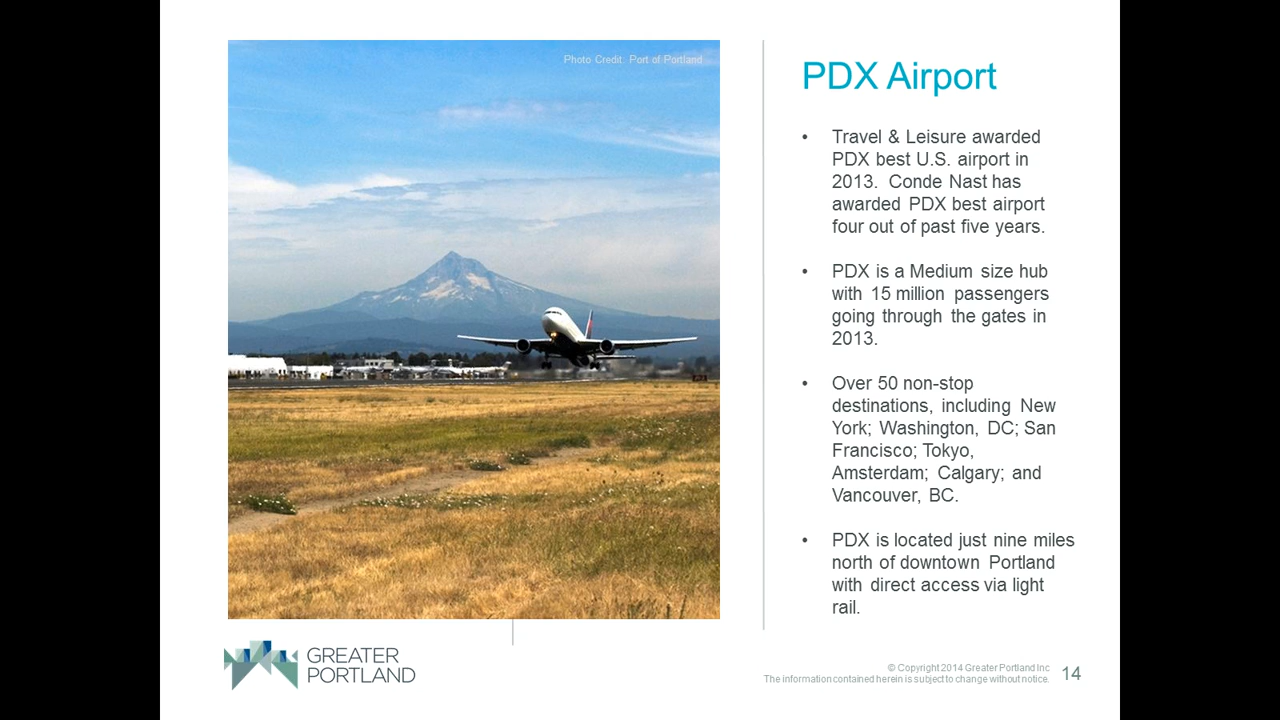 Photo Credit: Port of Portland
PDX Airport
• Travel & Leisure awarded
PDX best U.S. airport in
2013. Conde Nast has
awarded PDX best airport
four out of past five years.
• PDX is a Medium size hub
with 15 million passengers
going through the gates in
2013.
• Over 50 non-stop
destinations, including New
York; Washington, DC; San
Francisco; Tokyo,
Amsterdam; Calgary; and
Vancouver, BC.
• PDX is located just nine miles
north of downtown Portland
with direct access via light
rail.
GREATER
PORTLAND
© Copyright 2014 Greater Portland Inc
The information contained herein is subject to change without notice.
14